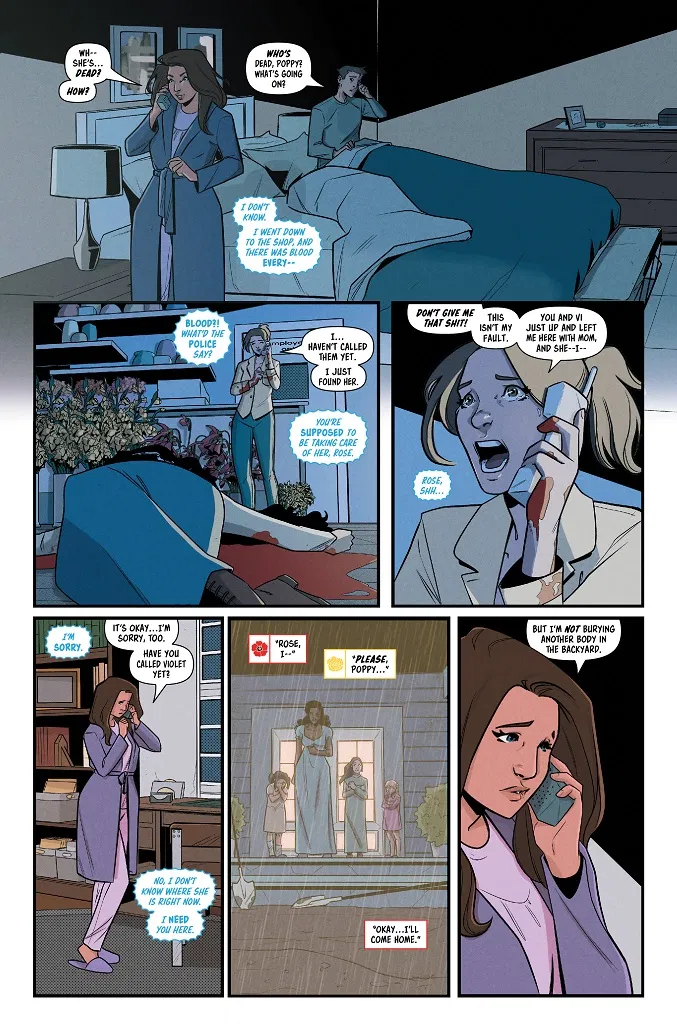 WH--
SHE'S...
DEAD?
HOW?
WHO'S
DEAD, POPPY?
WHAT'S GOING
ON?
I DON'T
KNOW.
I WENT DOWN
TO THE SHOP, AND
THERE WAS BLOOD
EVERY--
BLOOD?!
WHAT'D THE
POLICE
SAY?
employe
I...
HAVEN'T CALLED
THEM YET.
I JUST
FOUND HER.
YOU'RE
SUPPOSED TO
BE TAKING CARE
OF HER, ROSE.
DON'T GIVE ME
THAT SHIT!
THIS
ISN'T MY
FAULT.
YOU AND VI
JUST UP AND LEFT
ME HERE WITH MOM,
AND SHE--I--
ROSE,
SHH...
I'M
SORRY.
IT'S OKAY...I'M
SORRY, TOO.
HAVE YOU
CALLED VIOLET
YET?
NO, I DON'T
KNOW WHERE SHE
IS RIGHT NOW.
I NEED
YOU HERE.
"ROSE,
I--"
"PLEASE,
POPPY..."
"OKAY...I'LL
COME HOME."
BUT I'M NOT BURYING
ANOTHER BODY IN
THE BACKYARD.